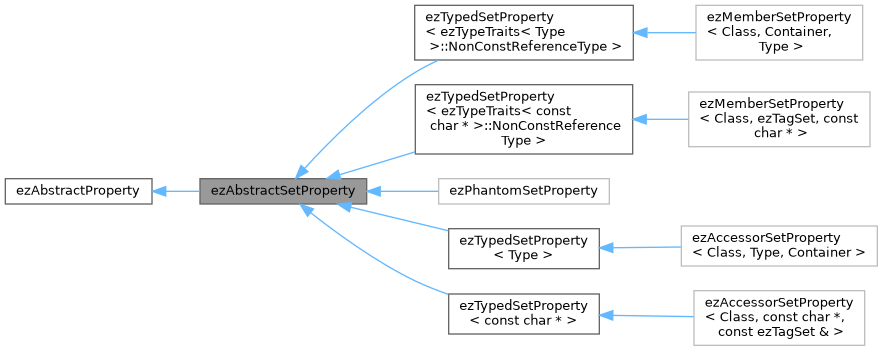 ezTypedSetProperty
< ezTypeTraits< Type
>::NonConstReferenceType >
ezMemberSetProperty
< Class, Container,
Type >
ezTypedSetProperty
< ezTypeTraits< const
char * >::NonConstReference
Type >
ezMemberSetProperty
< Class, ezTagSet, const
char * >
ezAbstractProperty
ezAbstractSetProperty
ezPhantomSetProperty
ezTypedSetProperty
< Type >
ezAccessorSetProperty
< Class, Type, Container >
ezTypedSetProperty
< const char * >
ezAccessorSetProperty
< Class, const char *,
const ezTagSet & >